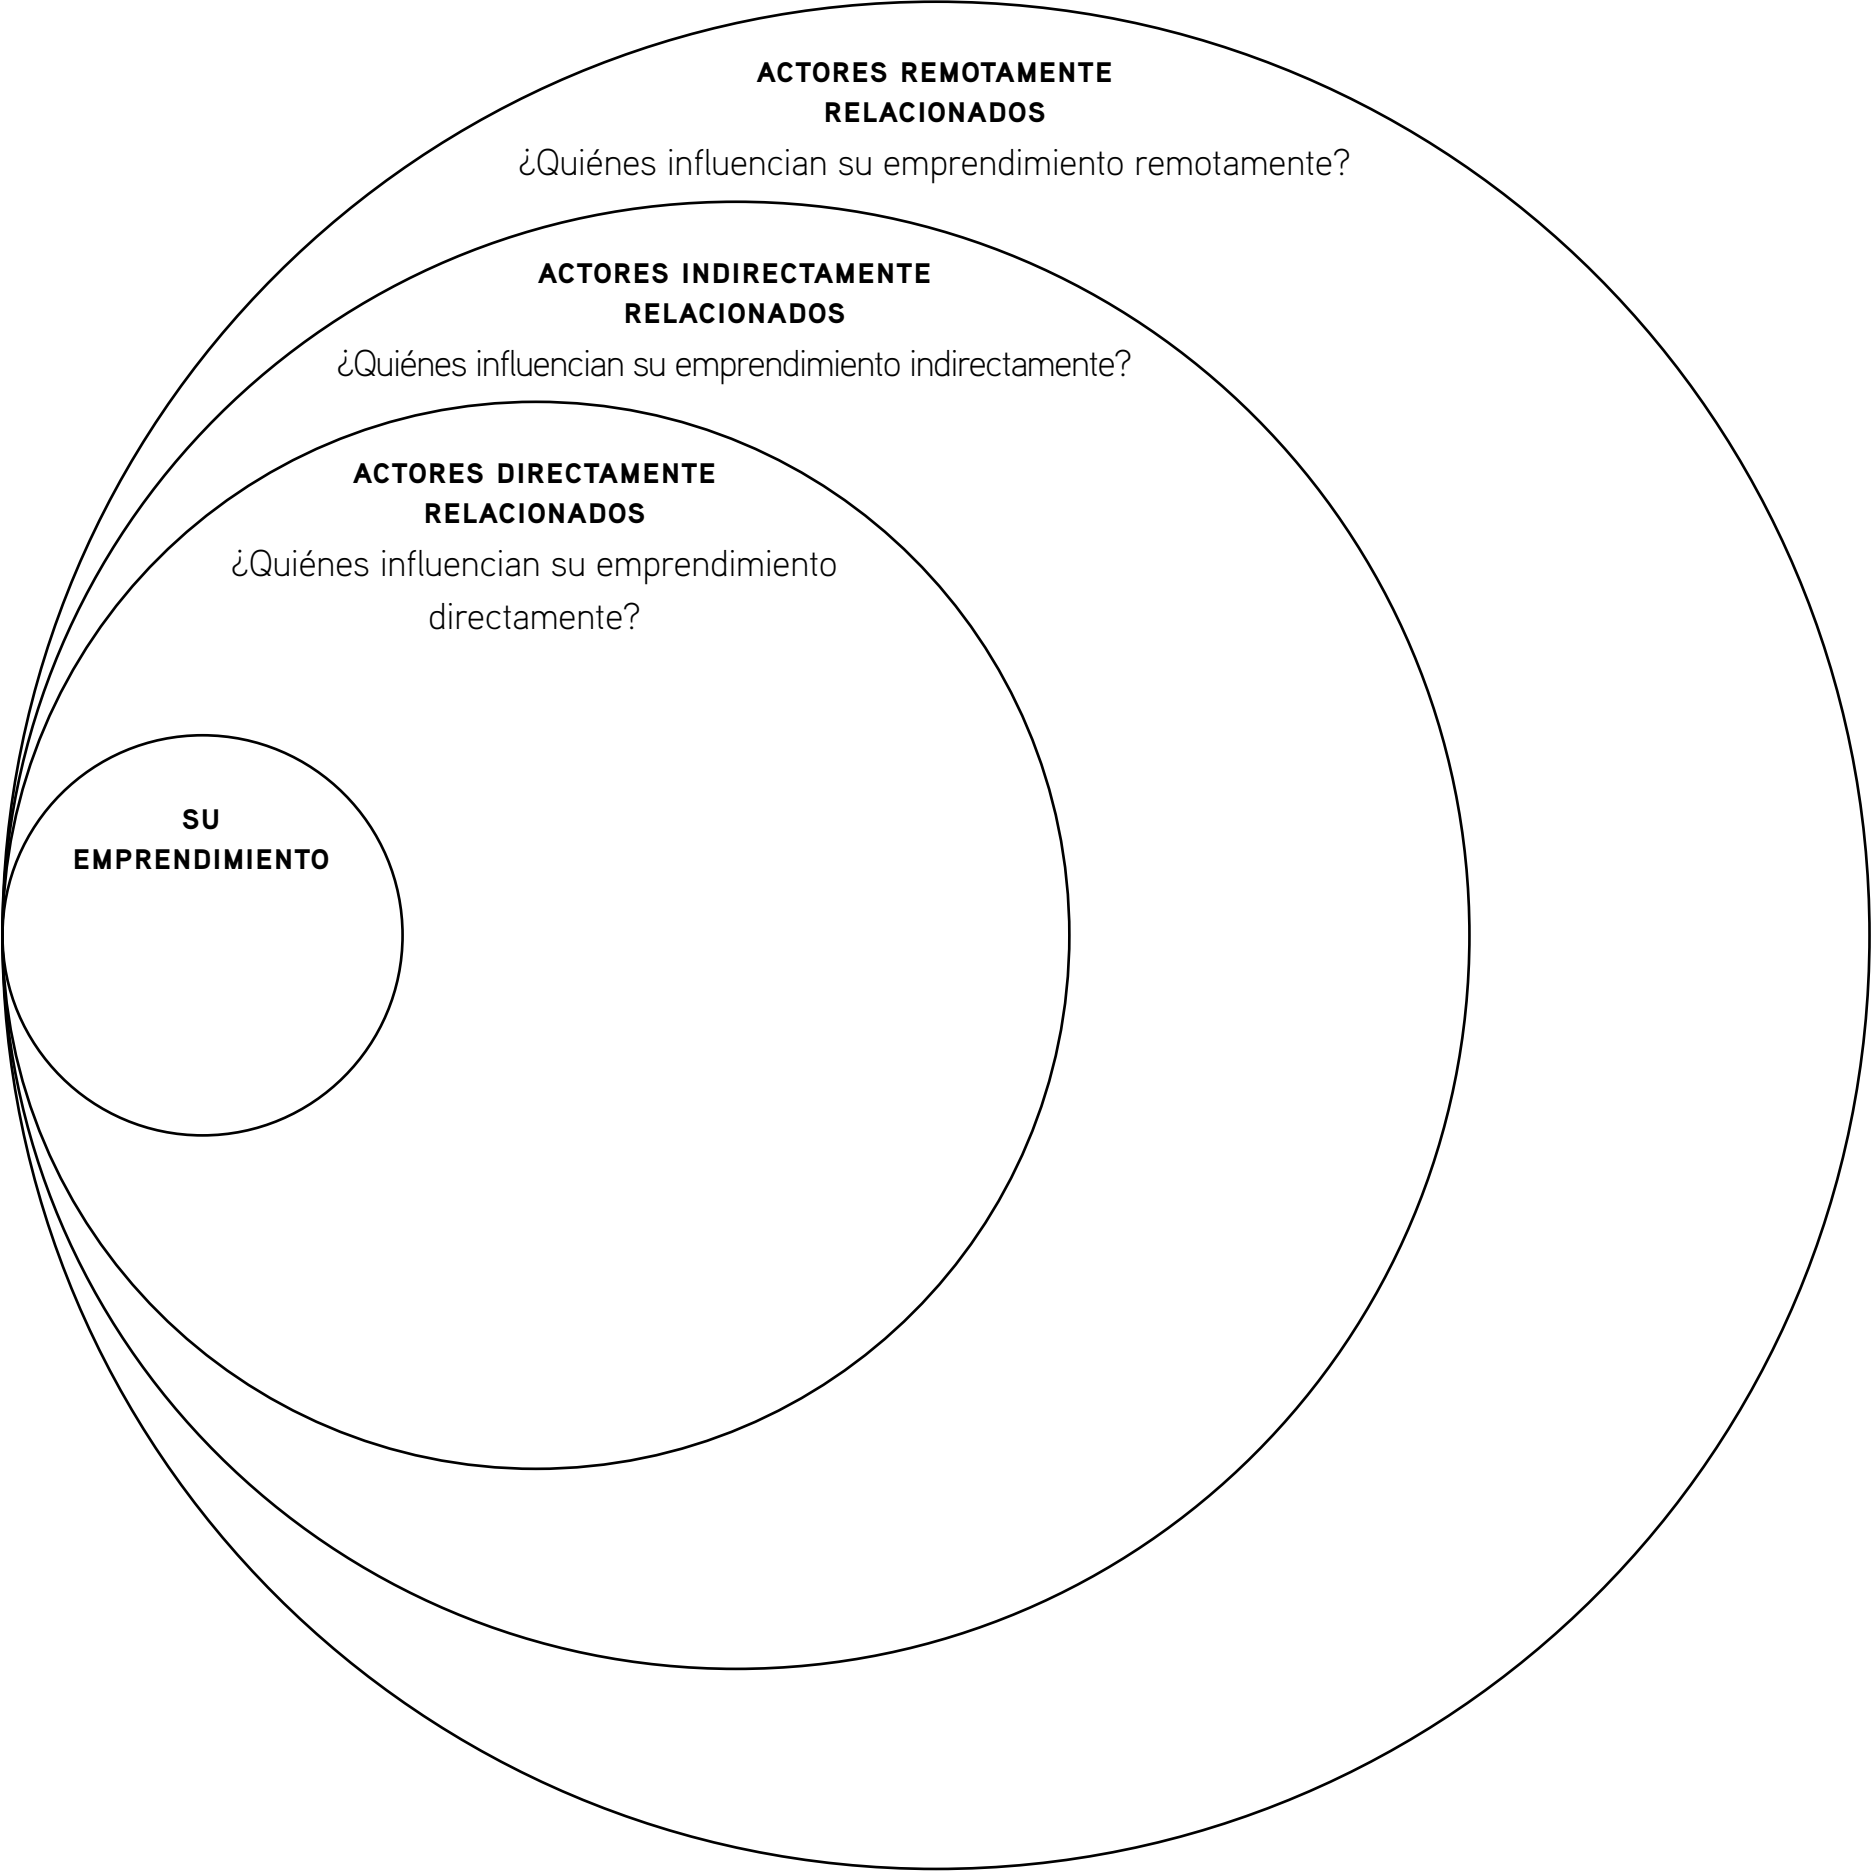 ACTORES REMOTAMENTE
RELACIONADOS
¿Quiénes influencian su emprendimiento remotamente?
ACTORES INDIRECTAMENTE
RELACIONADOS
¿Quiénes influencian su emprendimiento indirectamente?
ACTORES DIRECTAMENTE
RELACIONADOS
¿Quiénes influencian su emprendimiento
directamente?
SU
EMPRENDIMIENTO